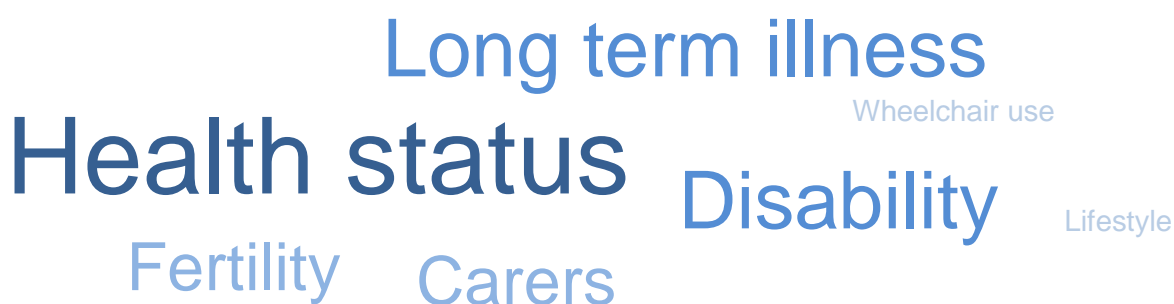 Long term illness
Wheelchair use
Health status
Disability
Lifestyle
Fertility
Carers